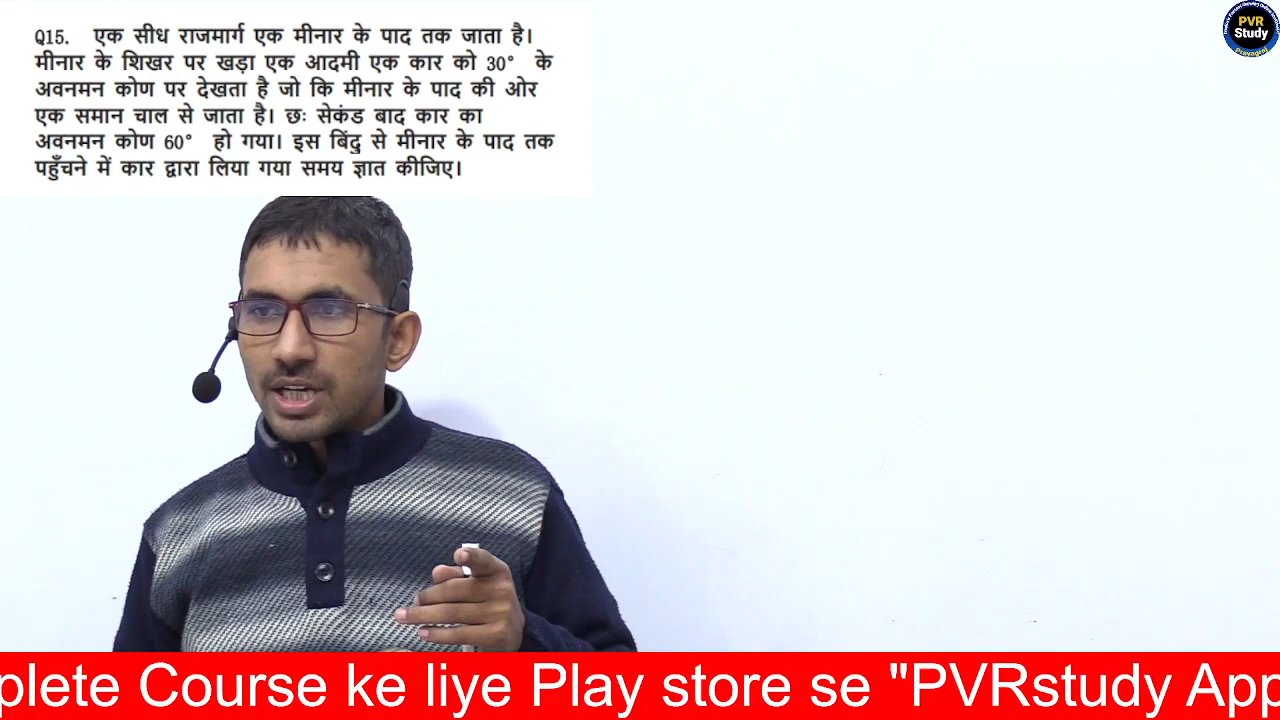 Q15. एक सीध राजमार्ग एक मीनार के पाद तक जाता है।
मीनार के शिखर पर खड़ा एक आदमी एक कार को 30° के
अवनमन कोण पर देखता है जो कि मीनार के पाद की ओर
एक समान चाल से जाता है। छः सेकंड बाद कार का
अवनमन कोण 60° हो गया। इस बिंदु से मीनार के पाद तक
पहुँचने में कार द्वारा लिया गया समय ज्ञात कीजिए।
PVR
Study
Prayagraj
plete Course ke liye Play store se "PVRstudy App